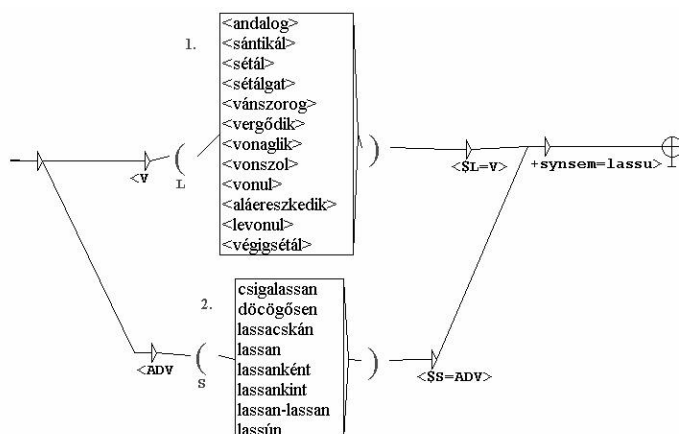 1.
<andalog>
<sántikál>
<sétál>
<sétálgat>
<vánszorog>
<vergődik>
<vonaglik>
<vonszol>
<vonul>
<aláereszkedik>
<levonul>
<végigsétál>
(
)
<V
L
<$L=V>
+synsem=lassu>
2.
csigalassan
döcögősen
lassacskán
lassan
lassanként
lassankint
lassan-lassan
lassún
(
)
<ADV
S
<$S=ADV>